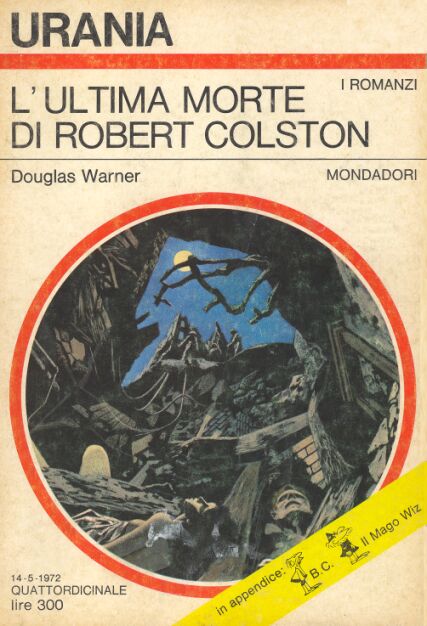 URANIA
I ROMANZI
L'ULTIMA MORTE
DI ROBERT COLSTON
Douglas Warner
MONDADORI
14-5-1972
QUATTORDICINALE
lire 300
in appendice:
B.C.
Il Mago Wiz